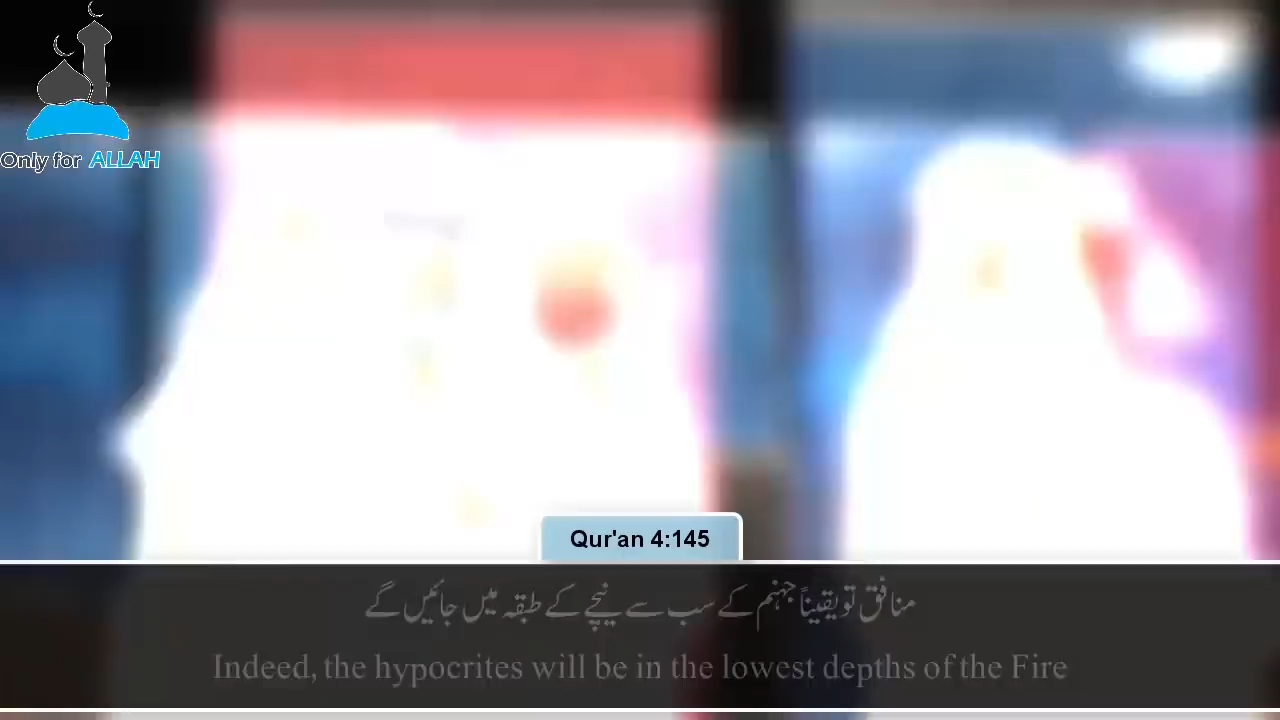 Only for ALLAH
Qur'an 4:145
منافق تو یقیناً جہنم کے سب سے نیچے کے طبقہ میں جائیں گے
Indeed, the hypocrites will be in the lowest depths of the Fire